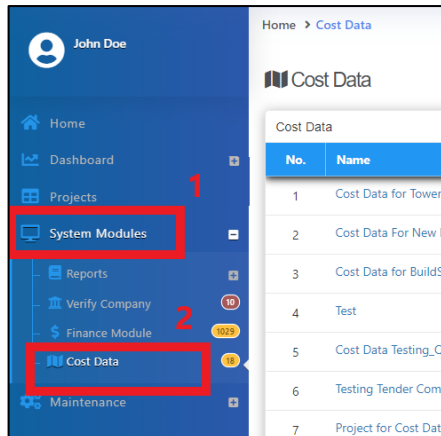 John Doe
Home > Cost Data
Cost Data
Home
Dashboard
Projects
1
System Modules
Reports
Verify Company 10
2
$ Finance Module 1029
Cost Data 18
Maintenance
Cost Data
No. Name
1 Cost Data for Tower
2 Cost Data For New
3 Cost Data for Build
4 Test
5 Cost Data Testing_
6 Testing Tender Com
7 Project for Cost Dat